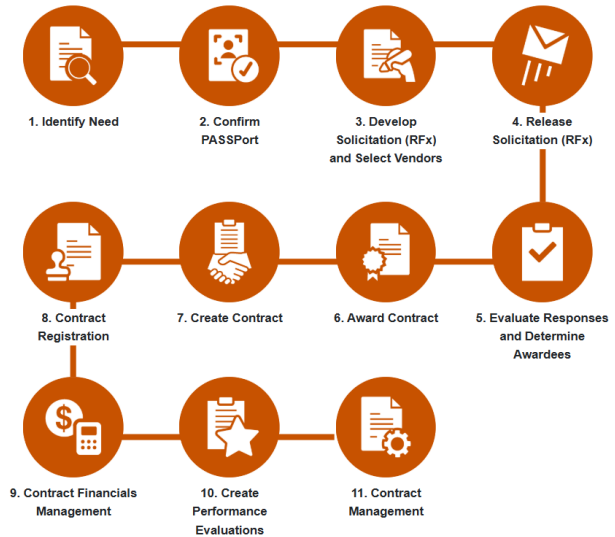 1. Identify Need
2. Confirm
PASSPort
3. Develop
Solicitation (RFx)
and Select Vendors
4. Release
Solicitation (RFx)
5. Evaluate Responses
and Determine
Awardees
6. Award Contract
7. Create Contract
8. Contract
Registration
$
9. Contract Financials
Management
10. Create
Performance
Evaluations
11. Contract
Management